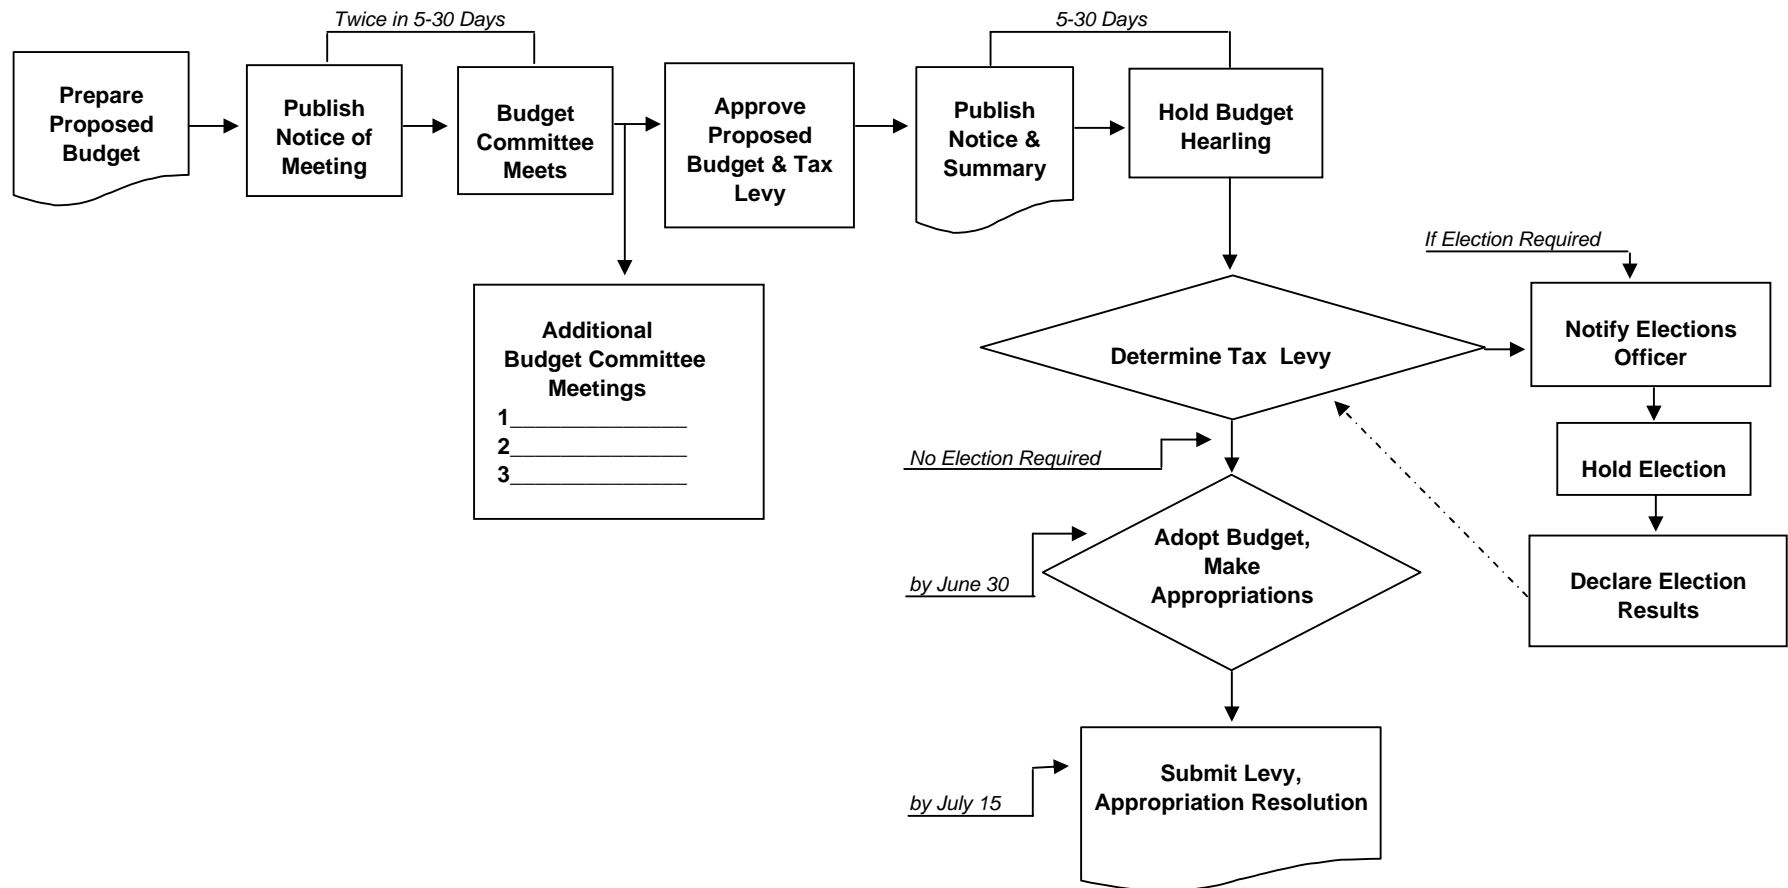 Twice in 5-30 Days
5-30 Days
Prepare
Proposed
Budget
Publish
Notice of
Meeting
Budget
Committee
Meets
Approve
Proposed
Budget & Tax
Levy
Publish
Notice &
Summary
Hold Budget
Hearling
If Election Required
Additional
Budget Committee
Meetings
1_______________
2_______________
3_______________
Determine Tax  Levy
Notify Elections
Officer
No Election Required
Hold Election
Adopt Budget,
Make
Appropriations
by June 30
Declare Election
Results
Submit Levy,
Appropriation Resolution
by July 15